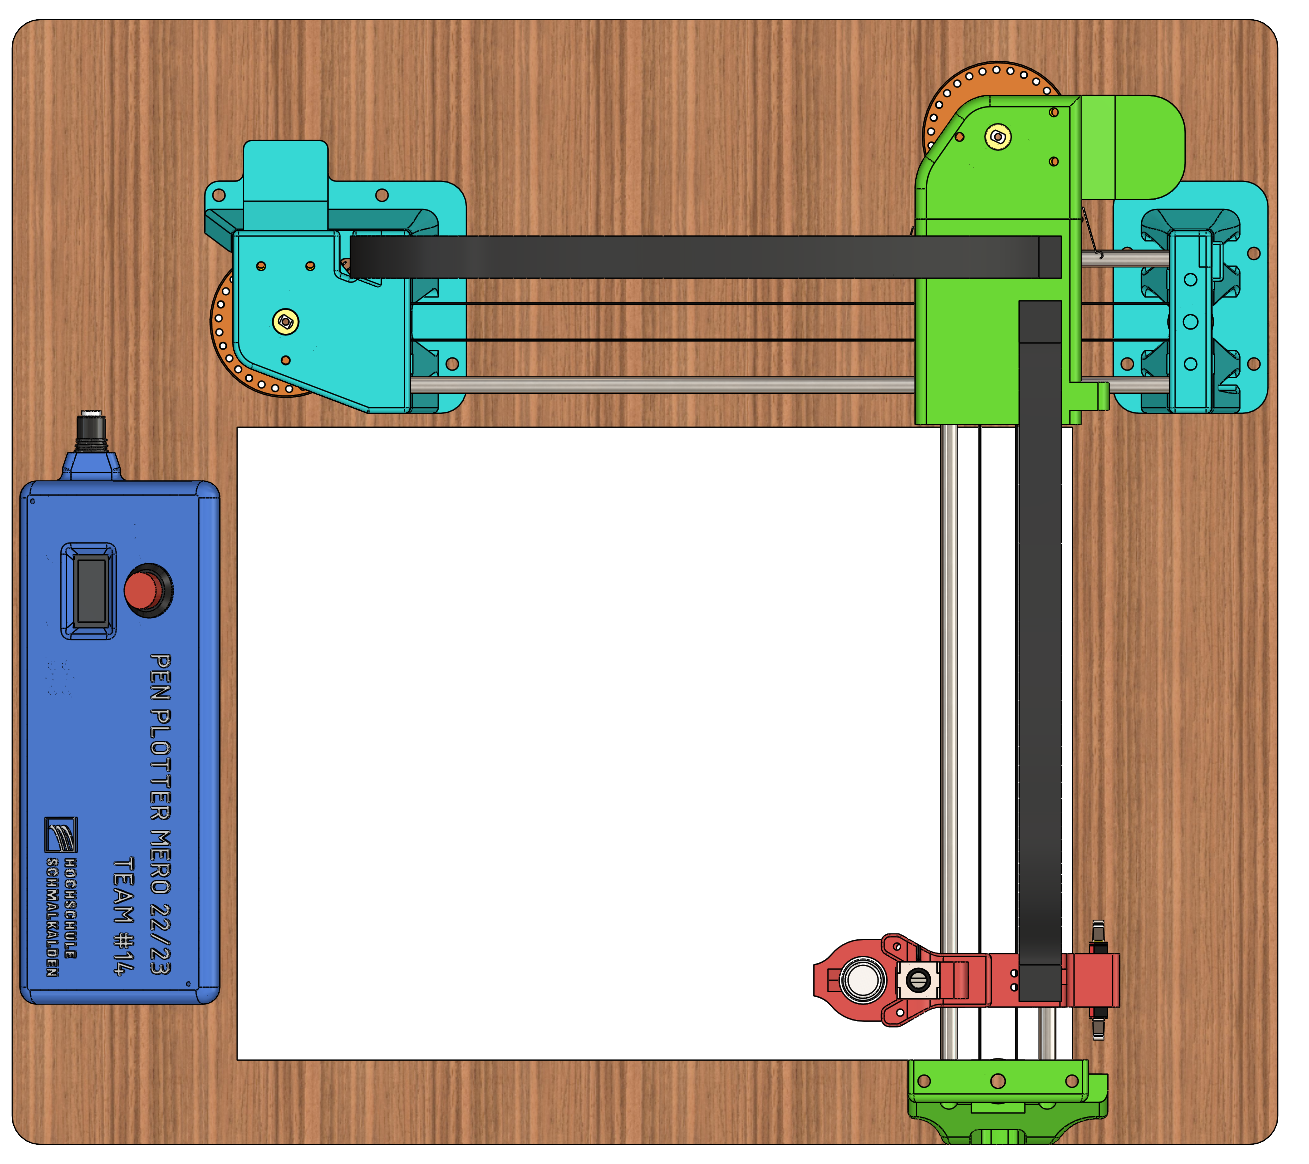 PEN PLOTTER MERO 22/23
TEAM #14
HOCHSCHULE
SCHMALKALDEN